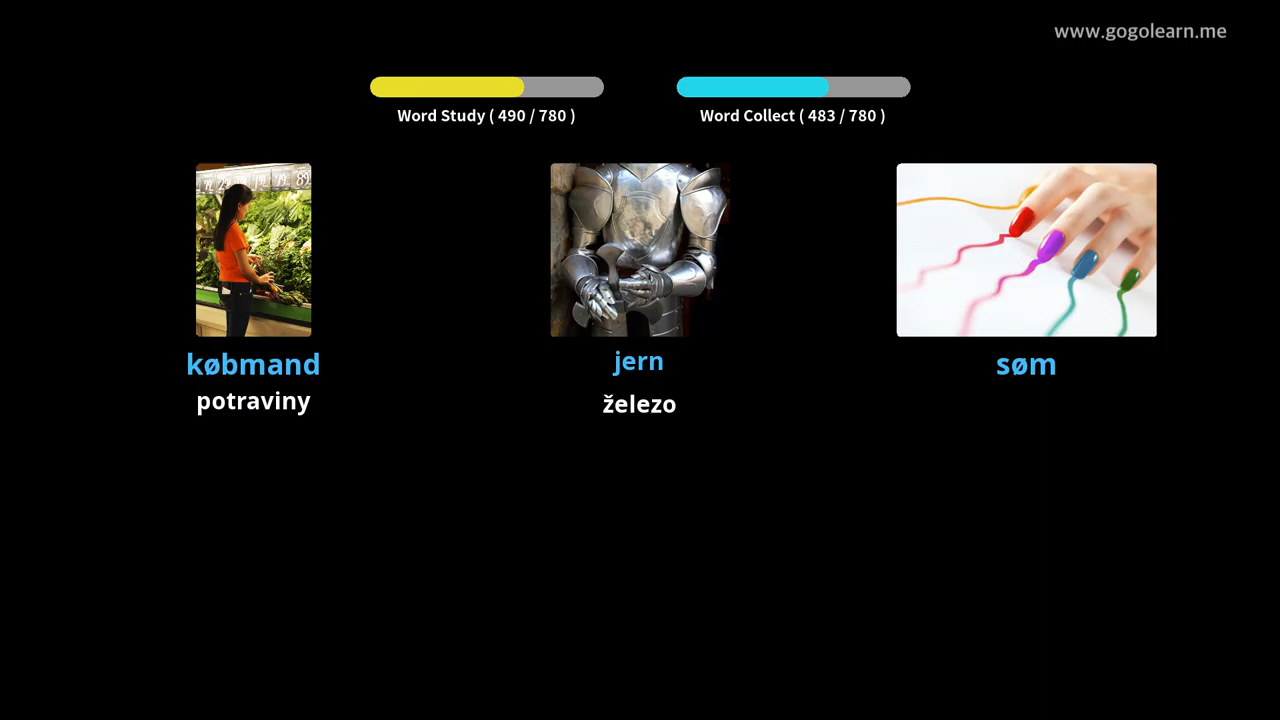 www.gogolearn.me
Word Study ( 490 / 780 )
Word Collect ( 483 / 780 )
købmand
potraviny
jern
železo
søm